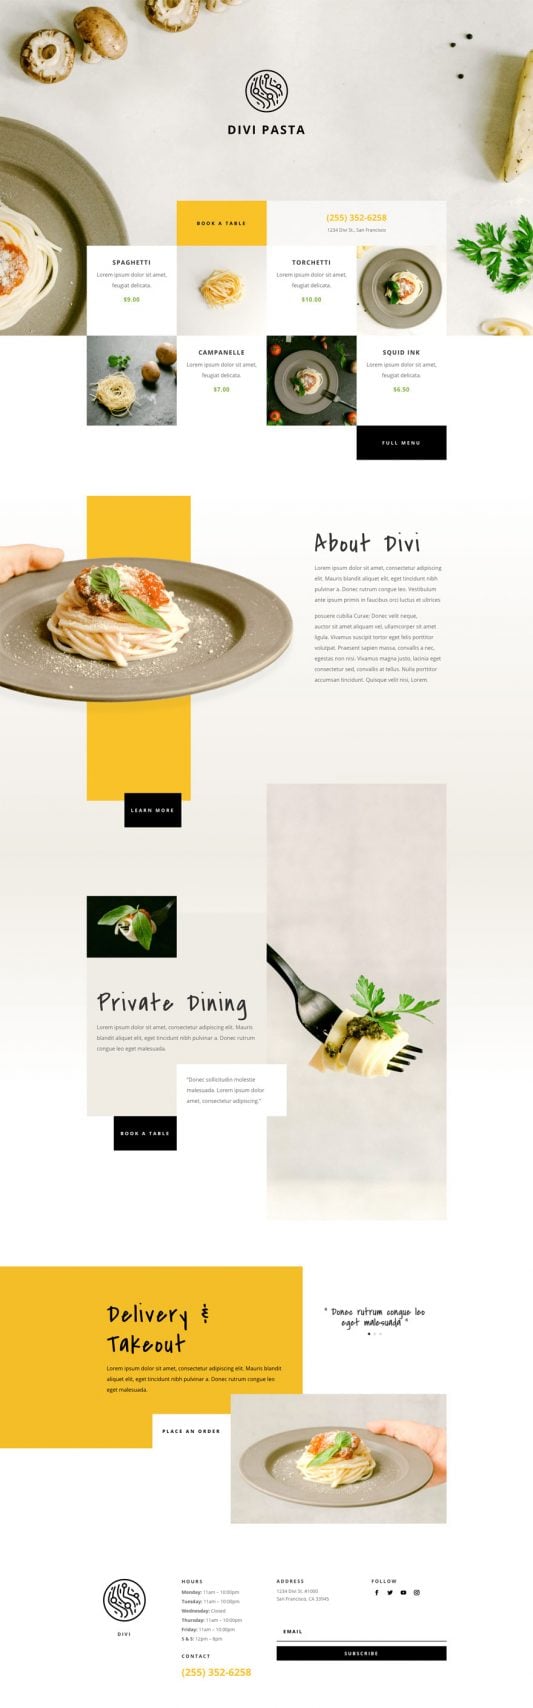 DIVI PASTA
BOOK A TABLE
(255) 352-6258
1234 Divi St., San Francisco
SPAGHETTI
Lorem ipsum dolor sit amet,
feugiat delicata.
$9.00
TORCHETTI
Lorem ipsum dolor sit amet,
feugiat delicata.
$10.00
CAMPANELLE
Lorem ipsum dolor sit amet,
feugiat delicata.
$7.00
SQUID INK
Lorem ipsum dolor sit amet,
feugiat delicata.
$6.50
FULL MENU
About Divi
Lorem ipsum dolor sit amet, consectetur adipiscing
elit. Mauris blandit aliquet elit, eget tincidunt nibh
pulvinar a. Donec rutrum congue leo. Vestibulum
ante ipsum primis in faucibus orci luctus et ultrices
posuere cubilia Curae; Donec velit neque,
auctor sit amet aliquam vel, ullamcorper sit amet
ligula. Vivamus suscipit tortor eget felis porttitor
volutpat. Praesent sapien massa, convallis a nec,
egestas non nisi. Vivamus magna justo, lacinia eget
consectetur sed, convallis at tellus. Nulla porttitor
accumsan tincidunt. Quisque velit nisi, Lorem.
LEARN MORE
Private Dining
Lorem ipsum dolor sit amet, consectetur adipiscing elit. Mauris
blandit aliquet elit, eget tincidunt nibh pulvinar a. Donec rutrum
congue leo eget malesuada.
"Donec sollicitudin molestie
malesuada. Lorem ipsum dolor
amet, consectetur adipiscing."
BOOK A TABLE
Delivery &
Takeout
Lorem ipsum dolor sit amet, consectetur adipiscing elit. Mauris blandit
aliquet elit, eget tincidunt nibh pulvinar a. Donec rutrum congue leo
eget malesuada.
" Donec rutrum congue leo
eget malesuada "
PLACE AN ORDER
DIVI
HOURS
Monday: 11am – 10:00pm
Tuesday: 11am – 10:00pm
Wednesday: Closed
Thursday: 11am – 10:00pm
Friday: 11am – 10:00pm
S & S: 12pm – 8pm
CONTACT
(255) 352-6258
ADDRESS
1234 Divi St. #1000
San Francisco, CA 33945
FOLLOW
EMAIL
SUBSCRIBE